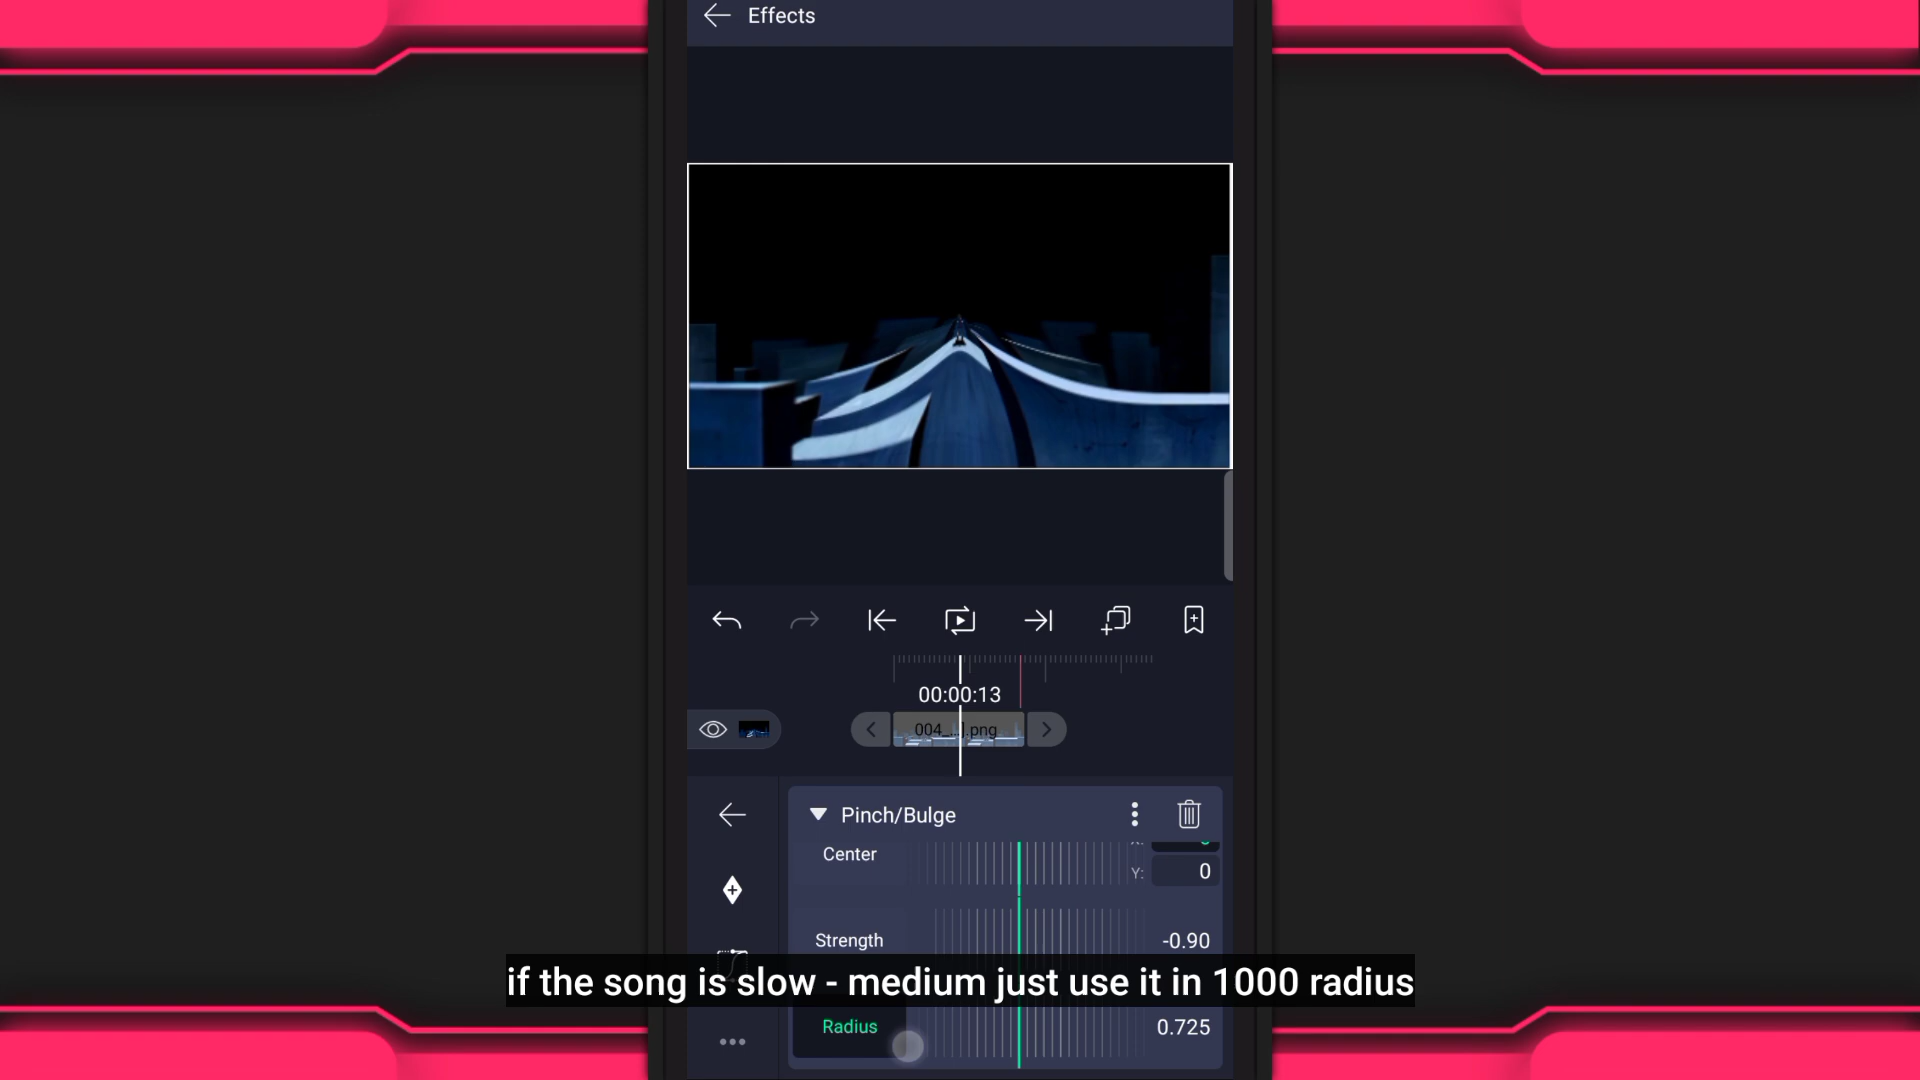 Effects
00:00:13
004_...].png
Pinch/Bulge
Center
Y: 0
Strength -0.90
if the song is slow - medium just use it in 1000 radius
Radius 0.725